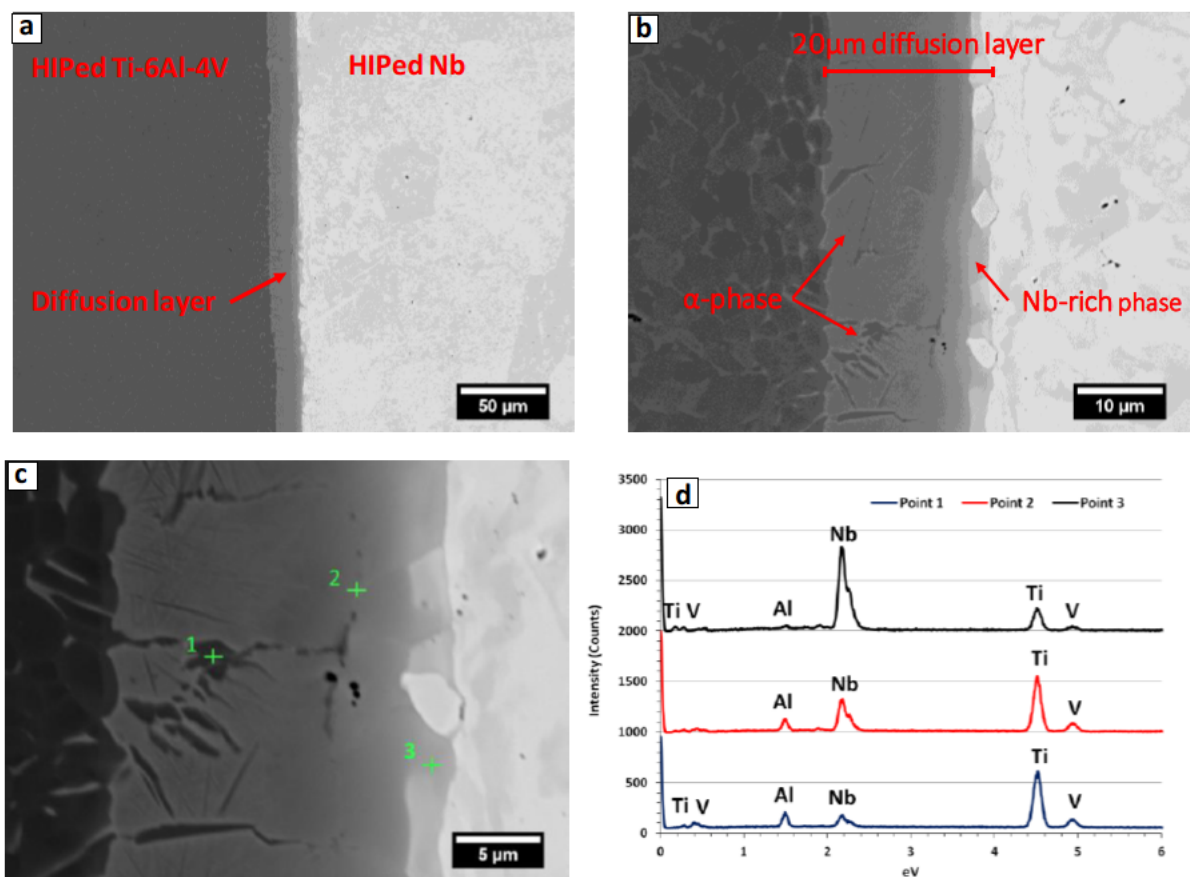 a
HIPed Ti-6Al-4V
HIPed Nb
Diffusion layer
50 µm
b
20µm diffusion layer
α-phase
Nb-rich phase
10 µm
c
1
2
3
5 µm
d
Point 1 Point 2 Point 3
Intensity (Counts)
3500
3000
2500
2000
1500
1000
500
0
Ti V Al Nb Ti V
Al Nb Ti V
Ti V Al Nb Ti V
0 1 2 3 4 5 6
eV